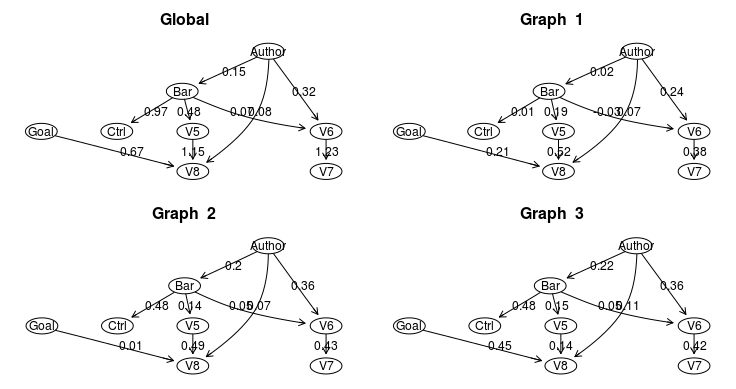 Global
Author
0.15
Bar
0.32
0.97
0.48
0.07
0.08
Goal
Ctrl
V5
V6
0.67
1.15
1.23
V8
V7
Graph 1
Author
0.02
Bar
0.24
0.01
0.19
-0.03
0.07
Goal
Ctrl
V5
V6
0.21
0.52
0.38
V8
V7
Graph 2
Author
0.2
Bar
0.36
0.48
0.14
0.05
0.07
Goal
Ctrl
V5
V6
0.01
0.49
0.43
V8
V7
Graph 3
Author
0.22
Bar
0.36
0.48
0.15
0.05
0.11
Goal
Ctrl
V5
V6
0.45
0.14
0.42
V8
V7